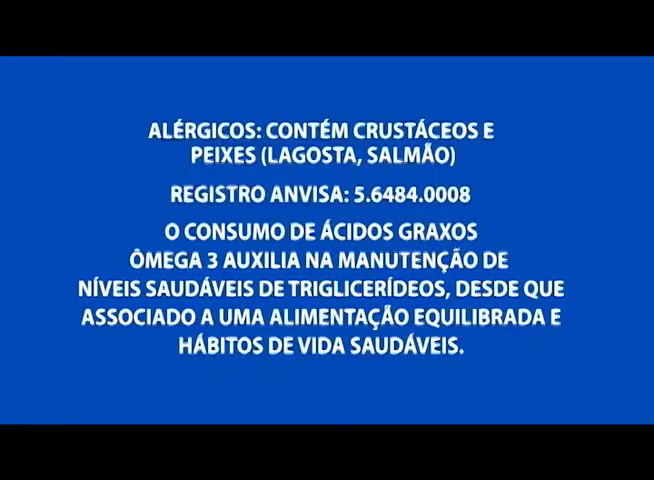 ALÉRGICOS: CONTÉM CRUSTÁCEOS E
PEIXES (LAGOSTA, SALMÃO)
REGISTRO ANVISA: 5.6484.0008
O CONSUMO DE ÁCIDOS GRAXOS
ÔMEGA 3 AUXILIA NA MANUTENÇÃO DE
NÍVEIS SAUDÁVEIS DE TRIGLICERÍDEOS, DESDE QUE
ASSOCIADO A UMA ALIMENTAÇÃO EQUILIBRADA E
HÁBITOS DE VIDA SAUDÁVEIS.